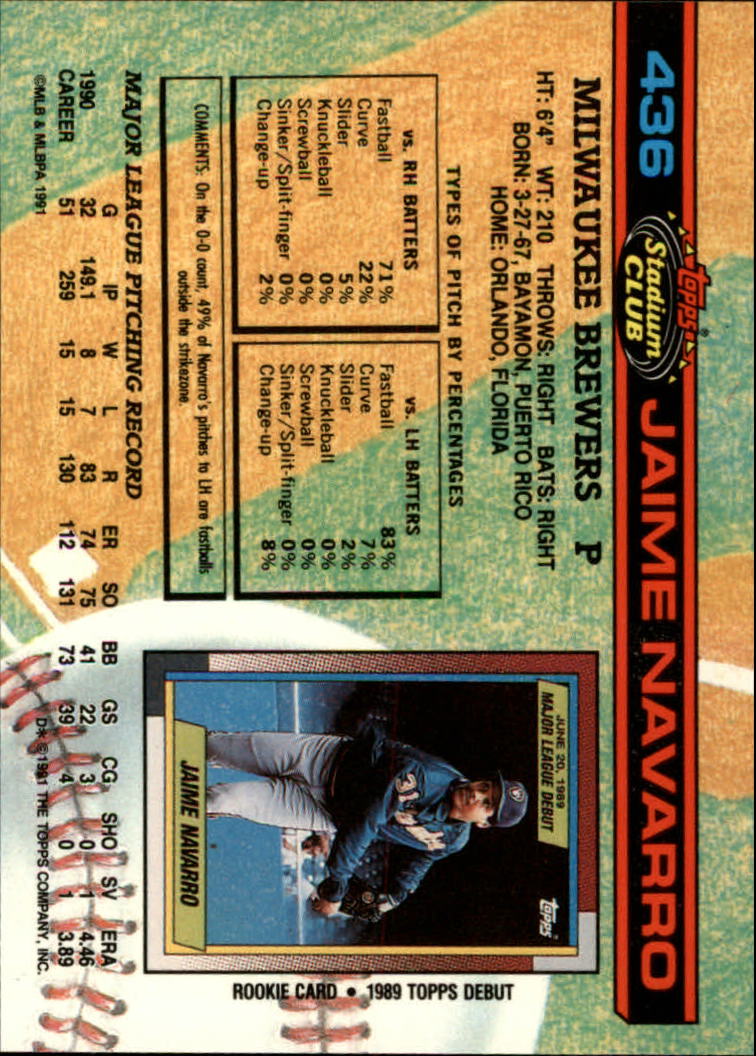 436
Topps®
Stadium
CLUB
JAIME NAVARRO
MILWAUKEE BREWERS P
HT: 6'4" WT: 210 THROWS: RIGHT BATS: RIGHT
BORN: 3-27-67, BAYAMON, PUERTO RICO
HOME: ORLANDO, FLORIDA
TYPES OF PITCH BY PERCENTAGES
vs. RH BATTERS
Fastball 71%
Curve 22%
Slider 5%
Knuckleball 0%
Screwball 0%
Sinker/Split-finger 0%
Change-up 2%
vs. LH BATTERS
Fastball 83%
Curve 7%
Slider 2%
Knuckleball 0%
Screwball 0%
Sinker/Split-finger 0%
Change-up 8%
COMMENTS: On the 0-0 count, 49% of Navarro's pitches to LH are fastballs
outside the strikezone.
JUNE 20, 1989
MAJOR LEAGUE DEBUT
Topps
31
JAIME NAVARRO
ROOKIE CARD • 1989 TOPPS DEBUT
MAJOR LEAGUE PITCHING RECORD
G IP W L R ER SO BB GS CG SHO SV ERA
1990 32 149.1 8 7 83 74 75 41 22 3 0 1 4.46
CAREER 51 259 15 15 130 112 131 73 39 4 0 1 3.89
©MLB & MLBPA 1991
D* ©1991 THE TOPPS COMPANY, INC.